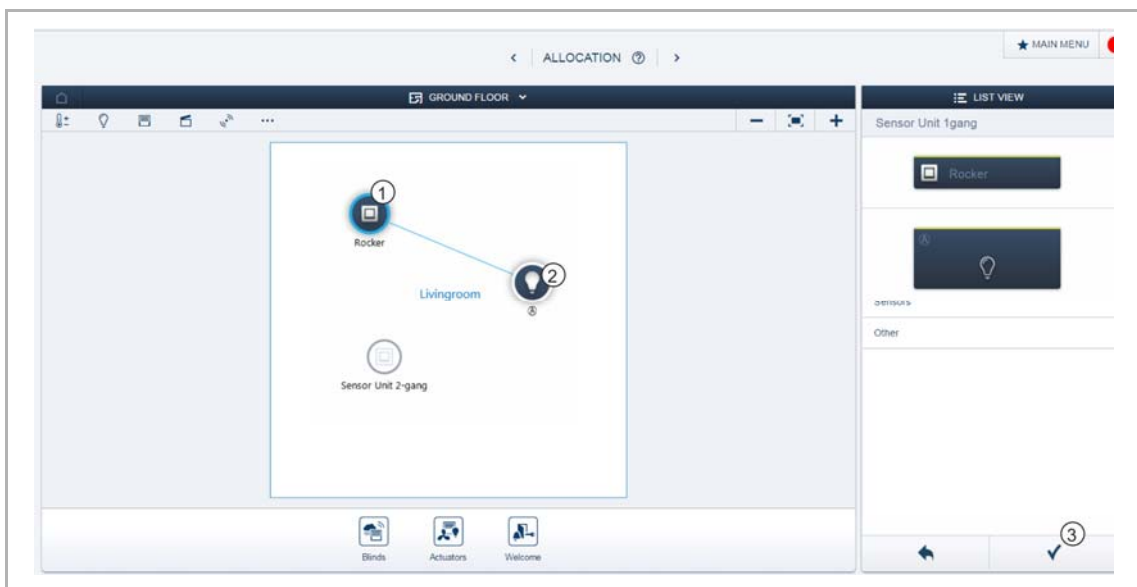 ALLOCATION
MAIN MENU
GROUND FLOOR
LIST VIEW
Sensor Unit 1gang
Rocker
1
Rocker
2
Livingroom
Sensors
Other
Sensor Unit 2-gang
3
Blinds
Actuators
Welcome